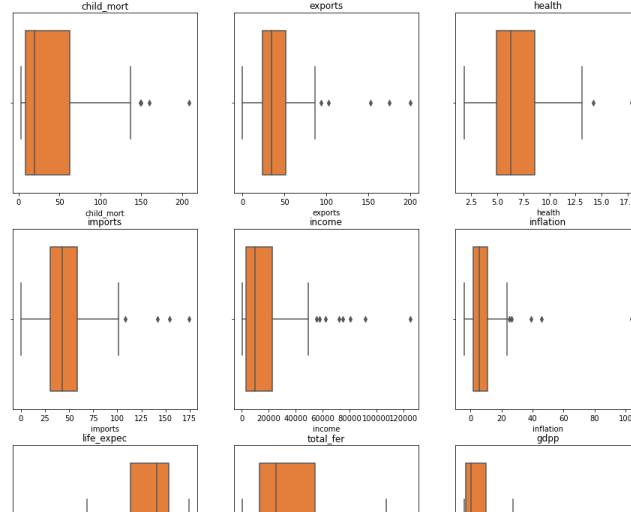 child_mort exports health
0 50 100 150 200 0 50 100 150 200 2.5 5.0 7.5 10.0 12.5 15.0 17.5
child_mort exports health
imports income inflation
0 25 50 75 100 125 150 175 0 20000 40000 60000 80000 100000 120000 0 20 40 60 80 100
imports income inflation
life_expec total_fer gdpp